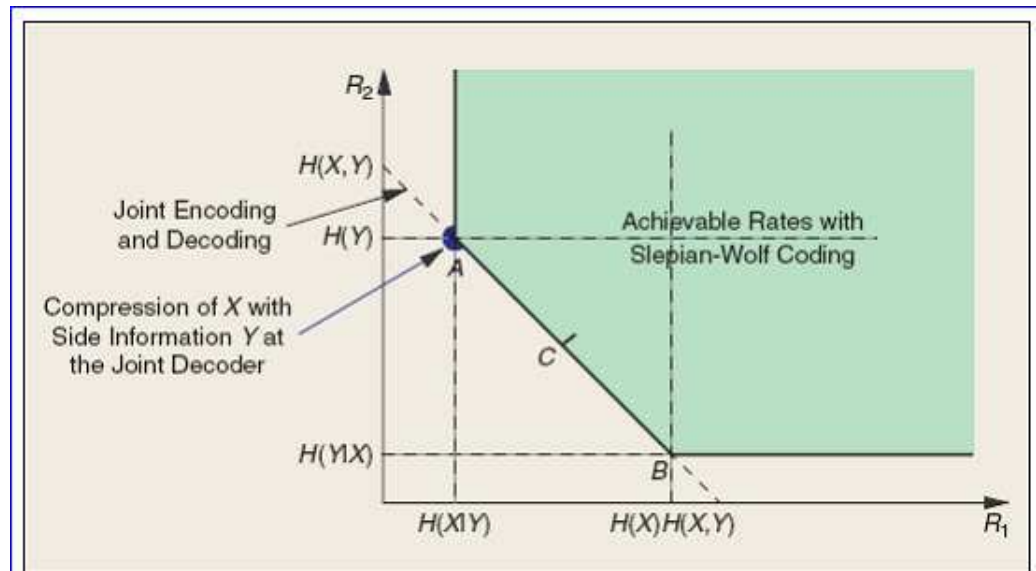 R2
H(X,Y)
Joint Encoding
and Decoding
H(Y)
Achievable Rates with
Slepian-Wolf Coding
A
Compression of X with
Side Information Y at
the Joint Decoder
C
H(Y|X)
B
H(X|Y)
H(X)
H(X,Y)
R1